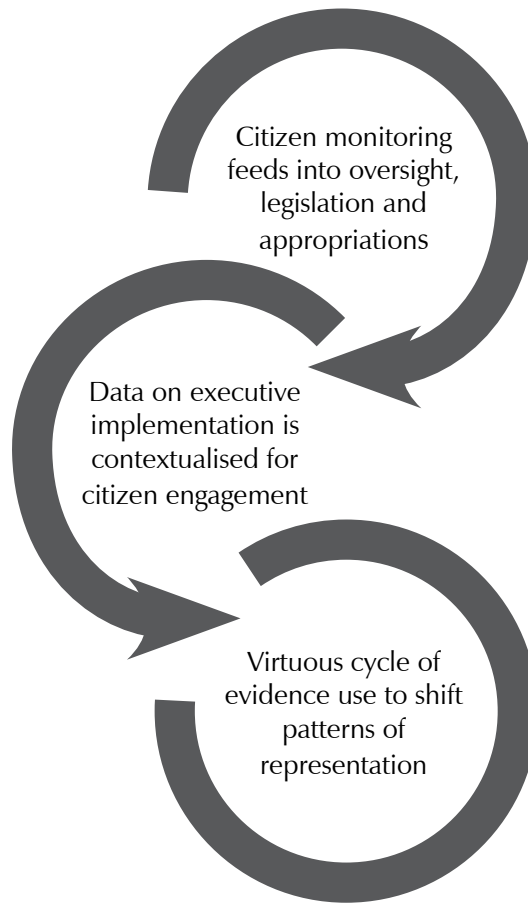 Citizen monitoring
feeds into oversight,
legislation and
appropriations
Data on executive
implementation is
contextualised for
citizen engagement
Virtuous cycle of
evidence use to shift
patterns of
representation